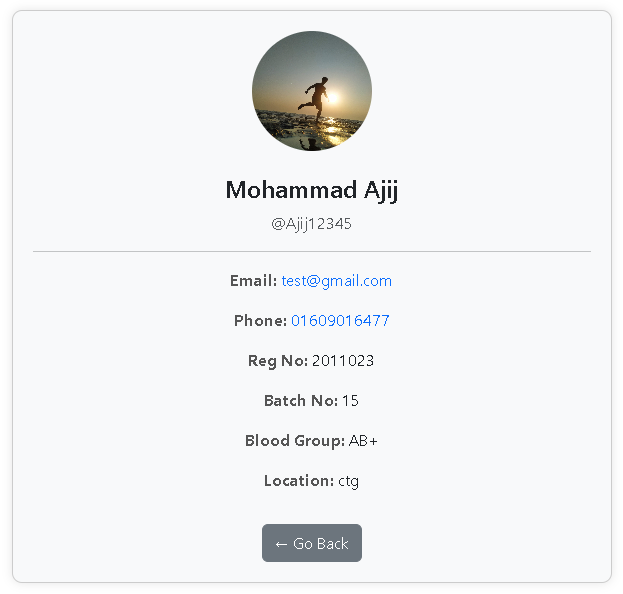 Mohammad Ajij
@Ajij12345
Email: test@gmail.com
Phone: 01609016477
Reg No: 2011023
Batch No: 15
Blood Group: AB+
Location: ctg
← Go Back